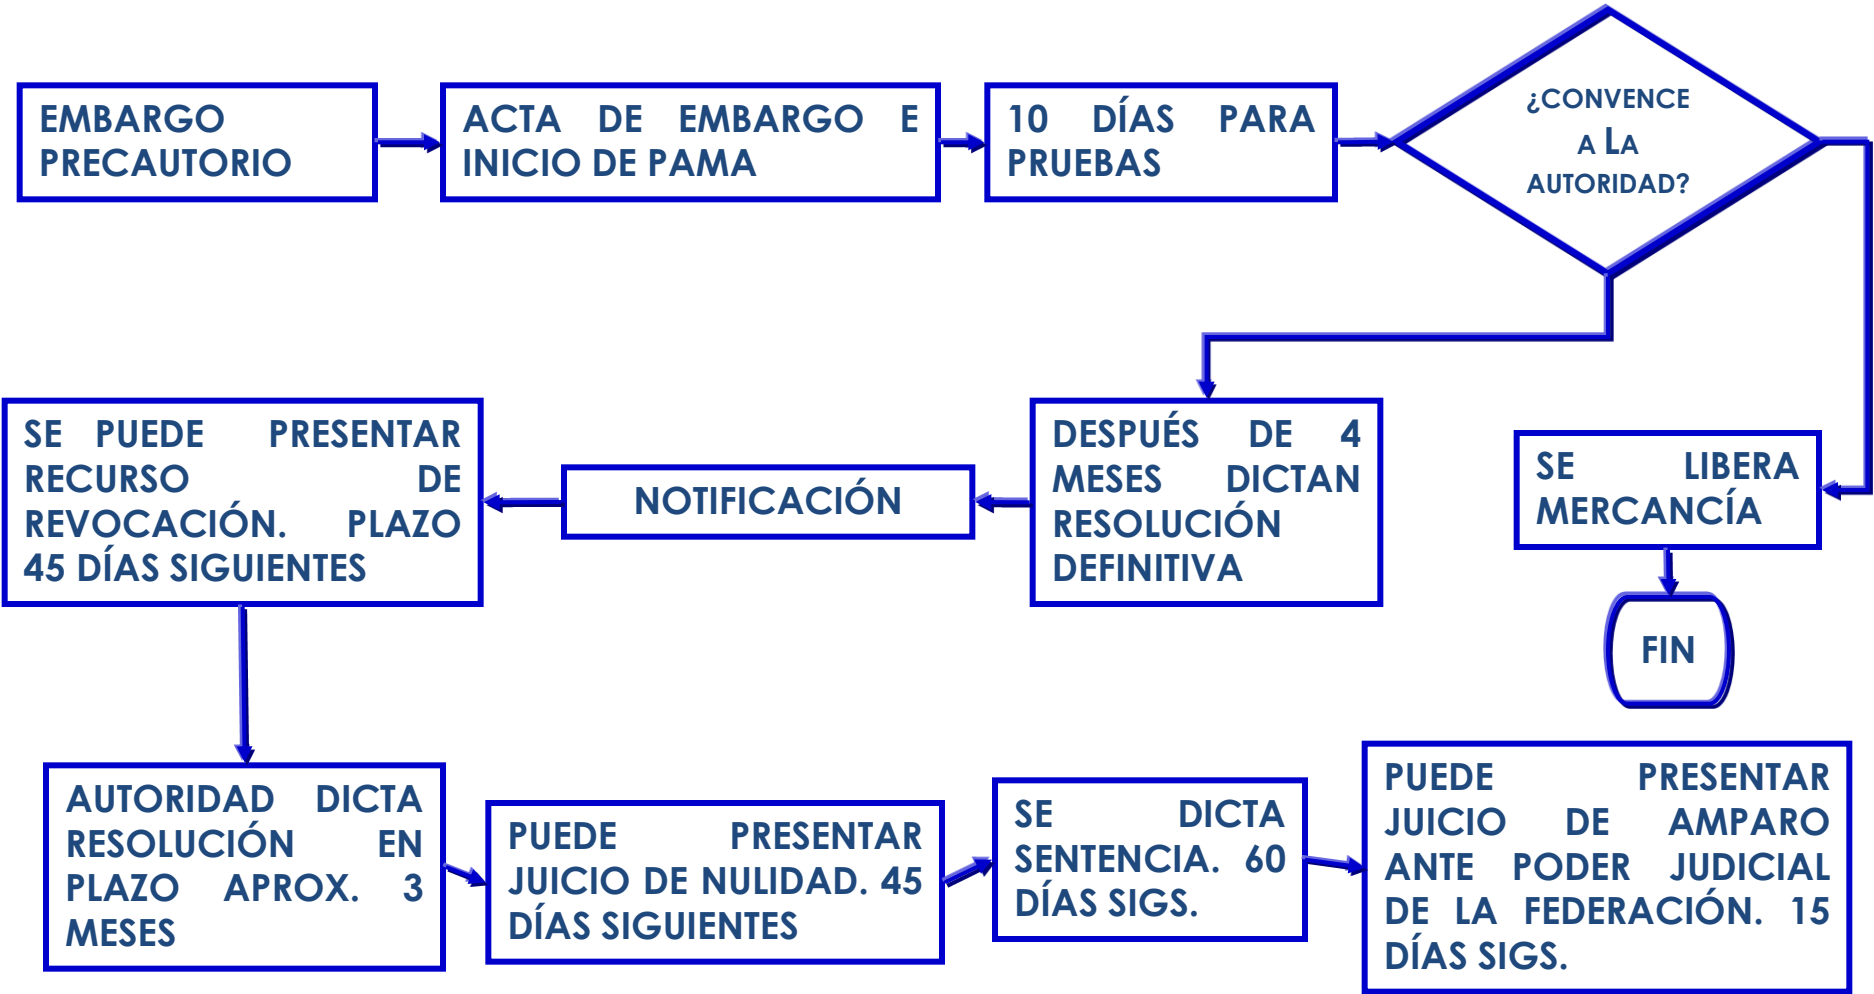 EMBARGO
PRECAUTORIO
ACTA DE EMBARGO E
INICIO DE PAMA
10 DÍAS PARA
PRUEBAS
¿CONVENCE
A LA
AUTORIDAD?
SE LIBERA
MERCANCÍA
FIN
DESPUÉS DE 4
MESES DICTAN
RESOLUCIÓN
DEFINITIVA
NOTIFICACIÓN
SE PUEDE PRESENTAR
RECURSO DE
REVOCACIÓN. PLAZO
45 DÍAS SIGUIENTES
AUTORIDAD DICTA
RESOLUCIÓN EN
PLAZO APROX. 3
MESES
PUEDE PRESENTAR
JUICIO DE NULIDAD. 45
DÍAS SIGUIENTES
SE DICTA
SENTENCIA. 60
DÍAS SIGS.
PUEDE PRESENTAR
JUICIO DE AMPARO
ANTE PODER JUDICIAL
DE LA FEDERACIÓN. 15
DÍAS SIGS.